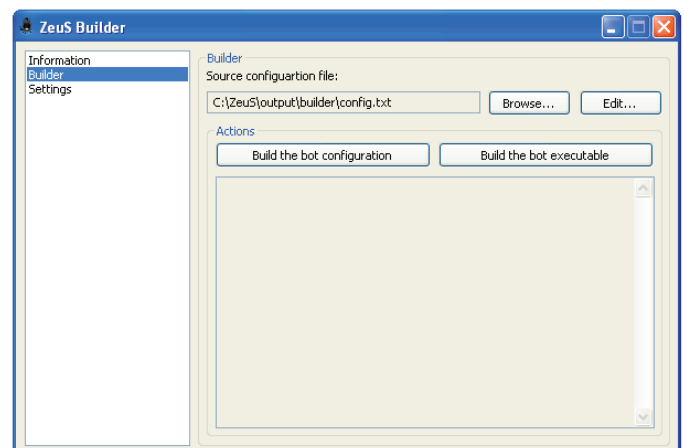 ZeuS Builder
Information
Builder
Settings
Builder
Source configuartion file:
C:\ZeuS\output\builder\config.txt
Browse...
Edit...
Actions
Build the bot configuration
Build the bot executable